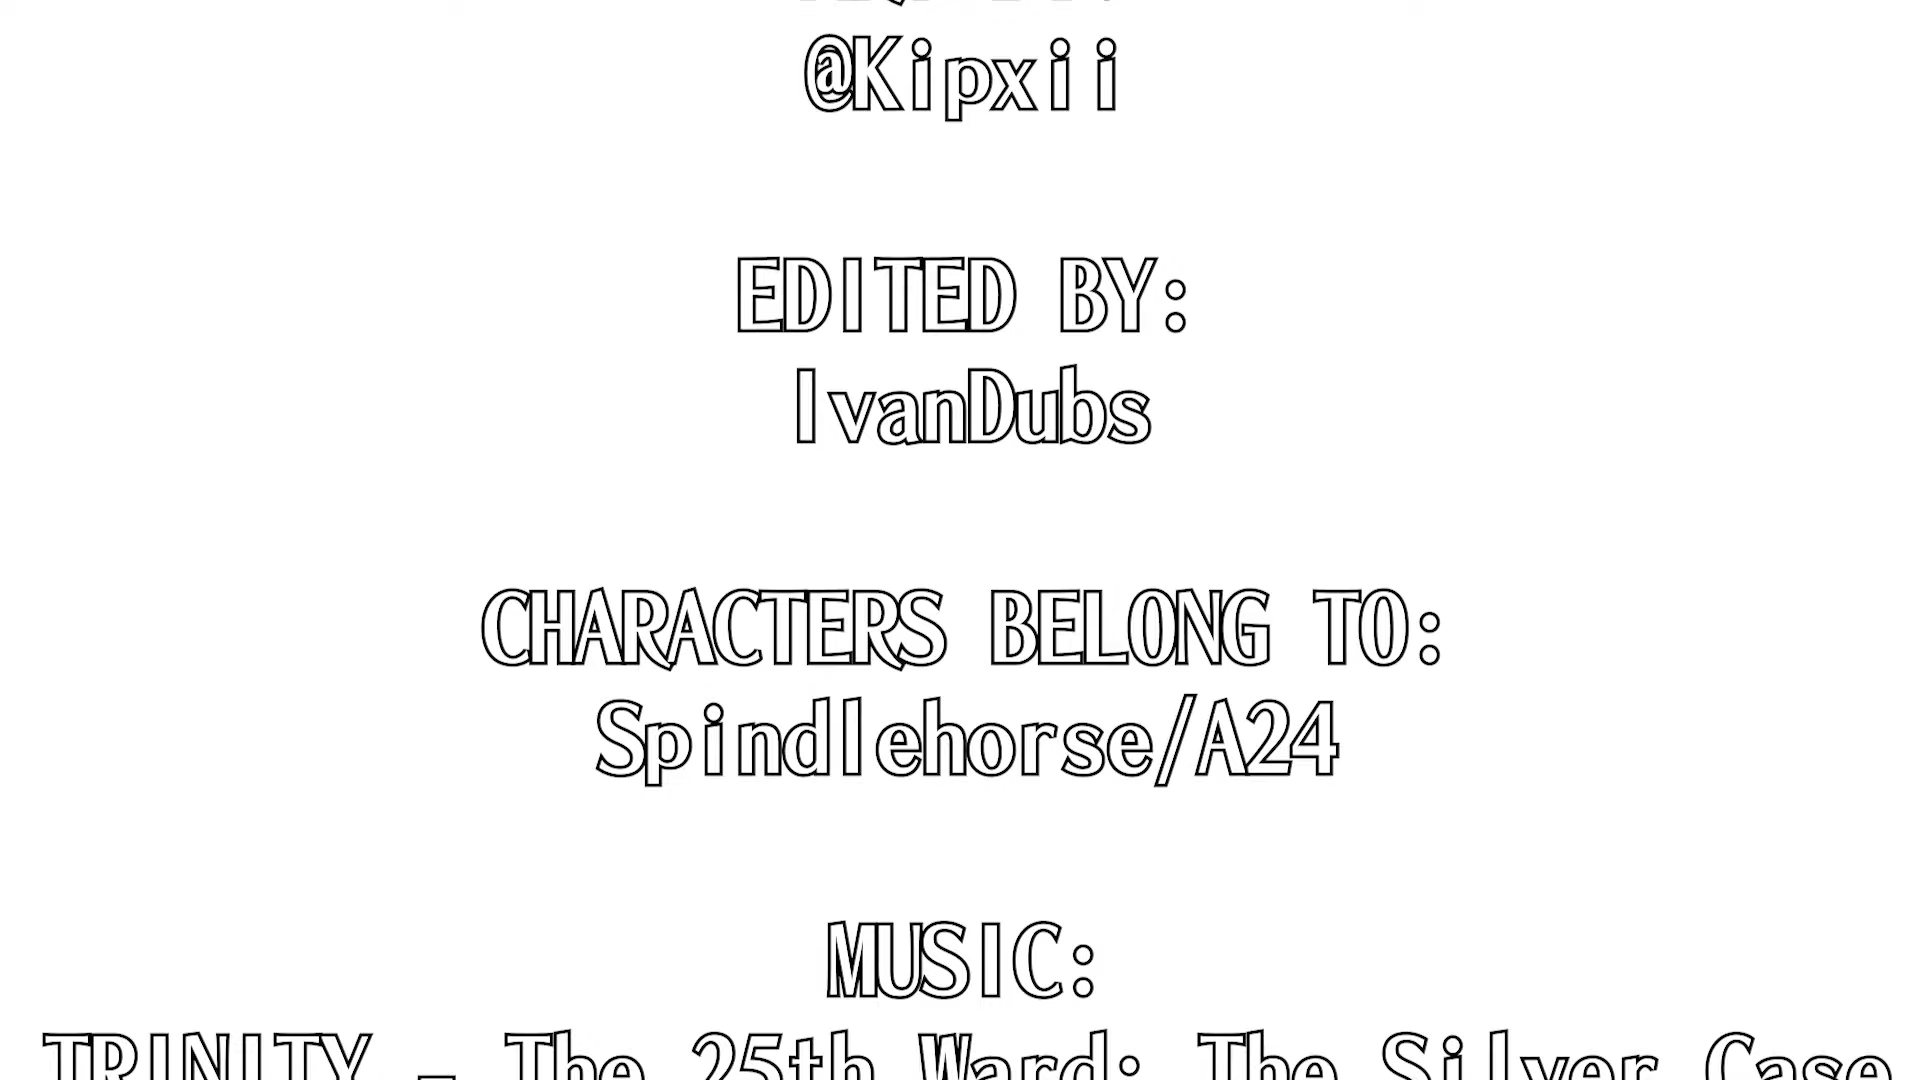 @Kipxii
EDITED BY:
IvanDubs
CHARACTERS BELONG TO:
Spindlehorse/A24
MUSIC:
TRINITY - The 25th Ward: The Silver Case